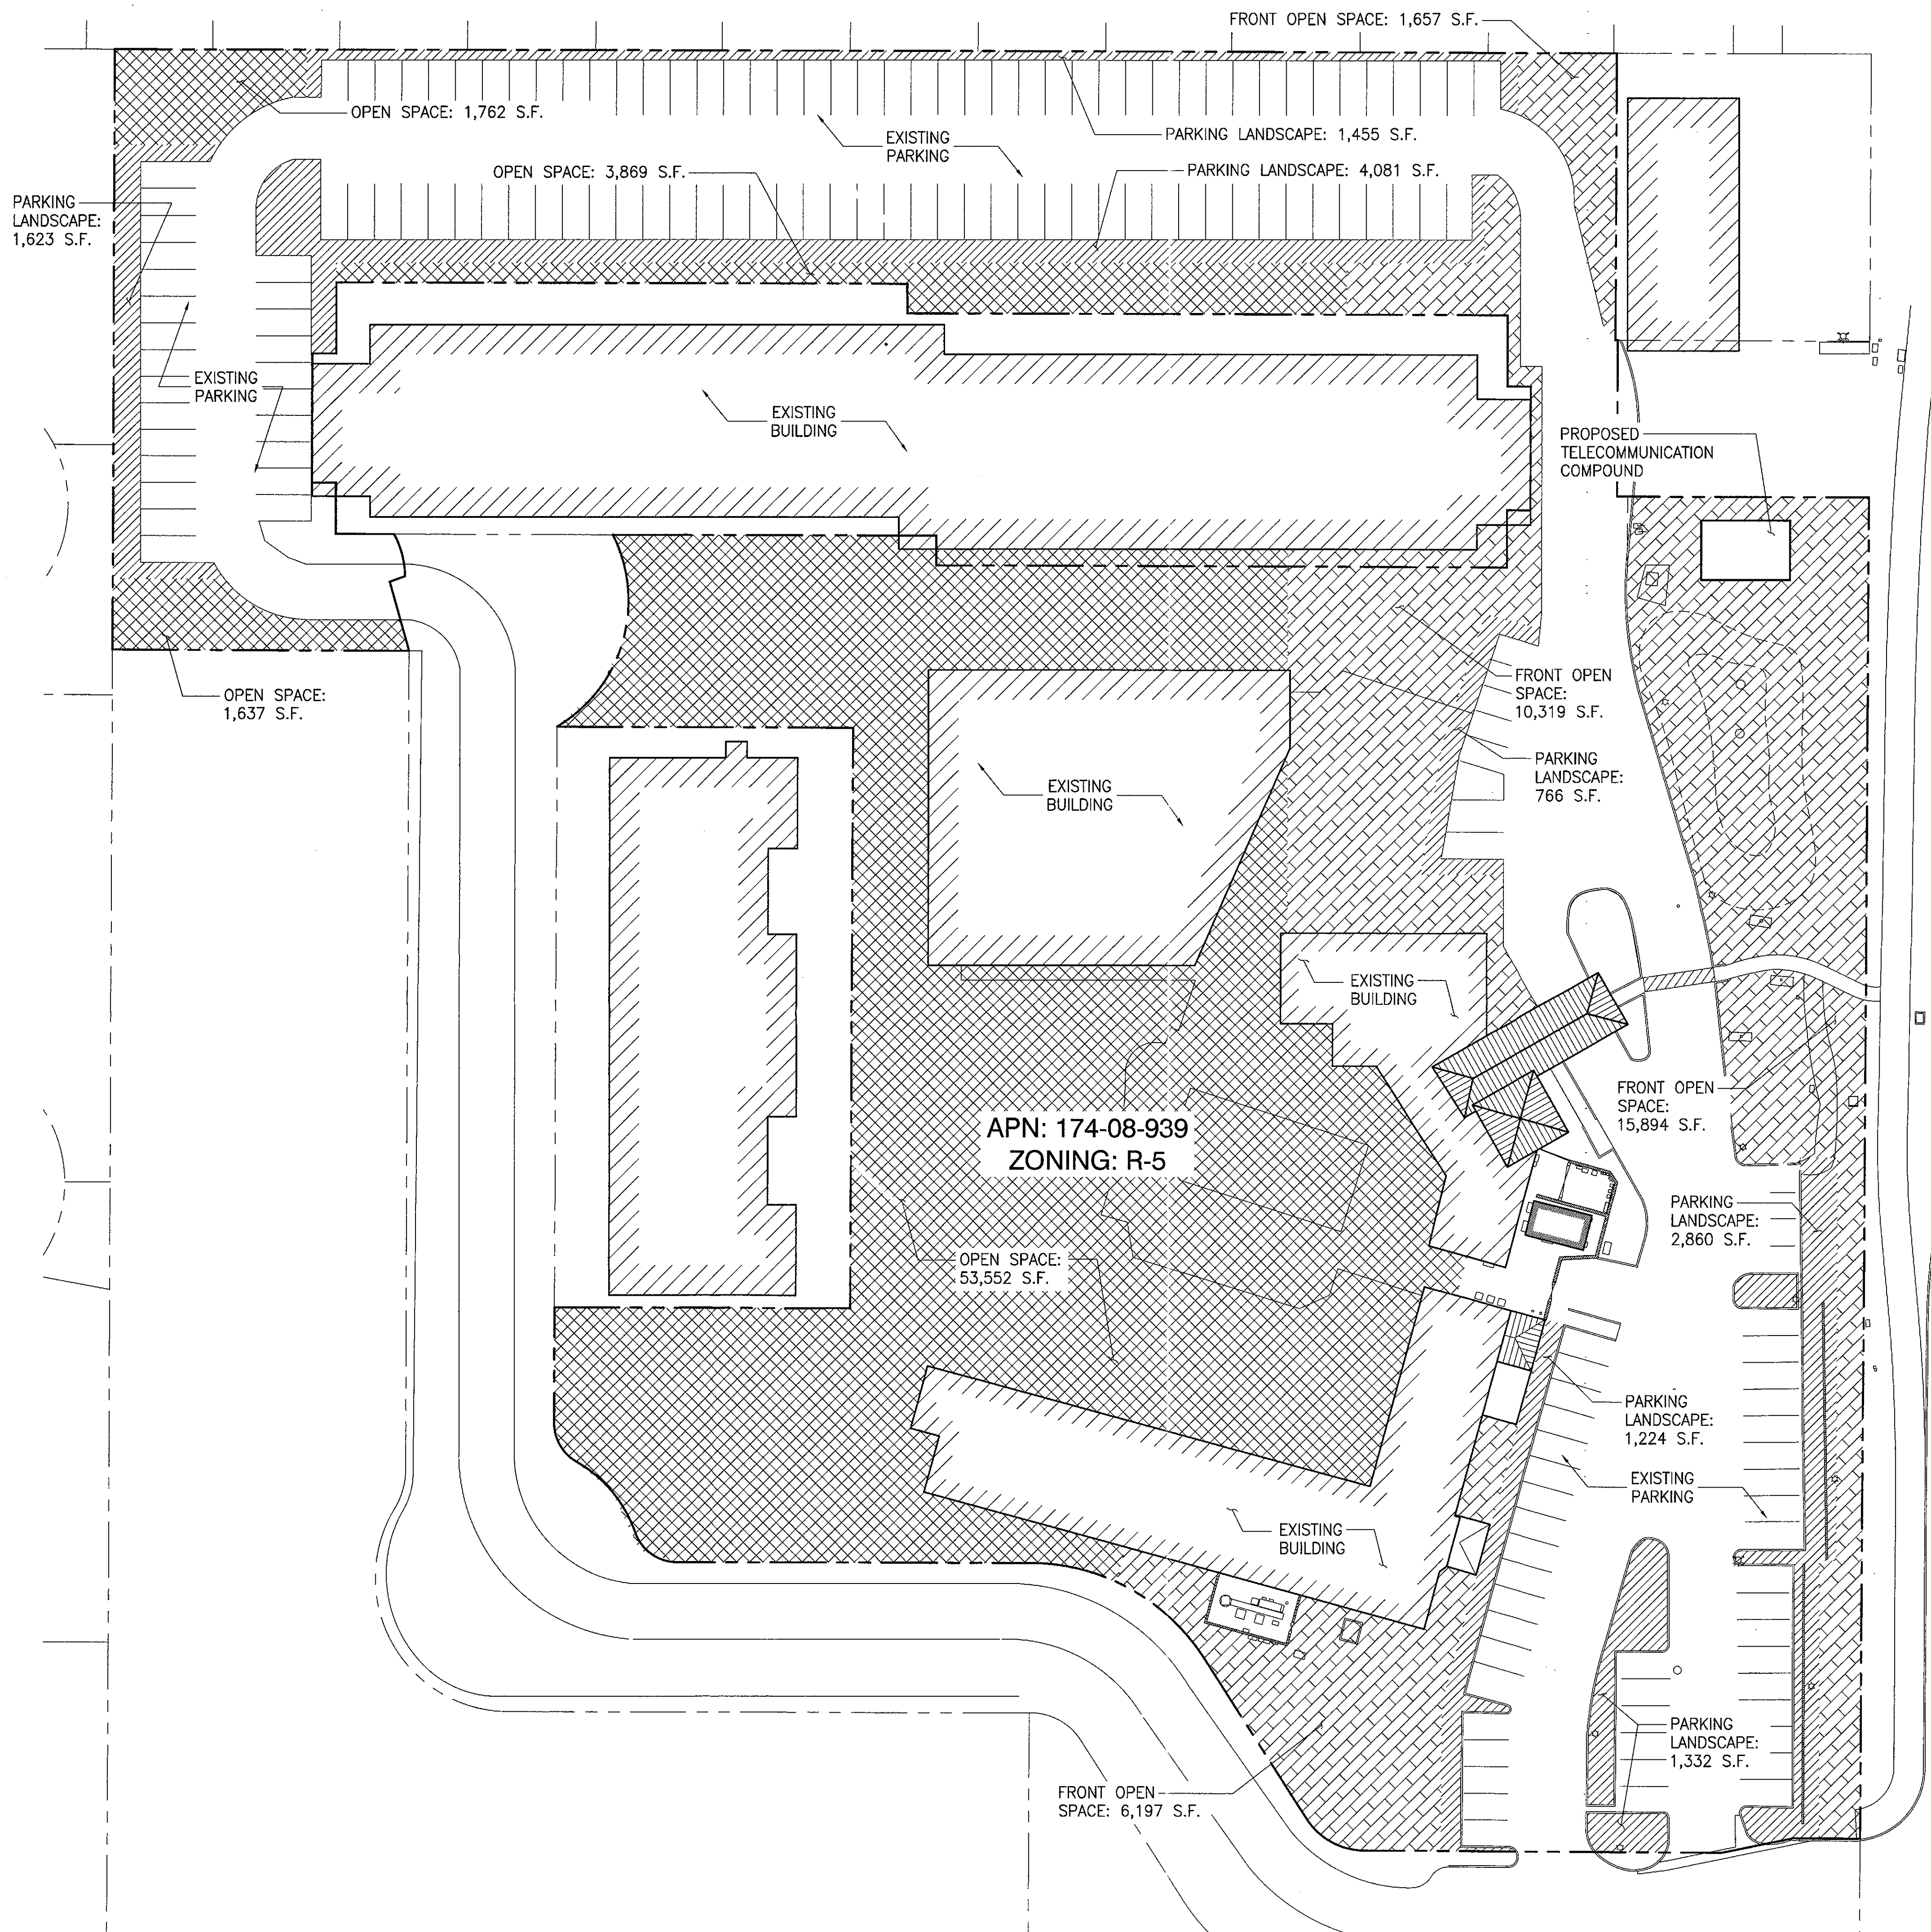 FRONT OPEN SPACE: 1,657 S.F.
OPEN SPACE: 1,762 S.F.
EXISTING
PARKING
PARKING LANDSCAPE: 1,455 S.F.
OPEN SPACE: 3,869 S.F.
PARKING LANDSCAPE: 4,081 S.F.
PARKING
LANDSCAPE:
1,623 S.F.
EXISTING
PARKING
EXISTING
BUILDING
PROPOSED
TELECOMMUNICATION
COMPOUND
OPEN SPACE:
1,637 S.F.
FRONT OPEN
SPACE:
10,319 S.F.
PARKING
LANDSCAPE:
766 S.F.
EXISTING
BUILDING
EXISTING
BUILDING
FRONT OPEN
SPACE:
15,894 S.F.
APN: 174-08-939
ZONING: R-5
PARKING
LANDSCAPE:
2,860 S.F.
OPEN SPACE:
53,552 S.F.
PARKING
LANDSCAPE:
1,224 S.F.
EXISTING
PARKING
EXISTING
BUILDING
PARKING
LANDSCAPE:
1,332 S.F.
FRONT OPEN
SPACE: 6,197 S.F.